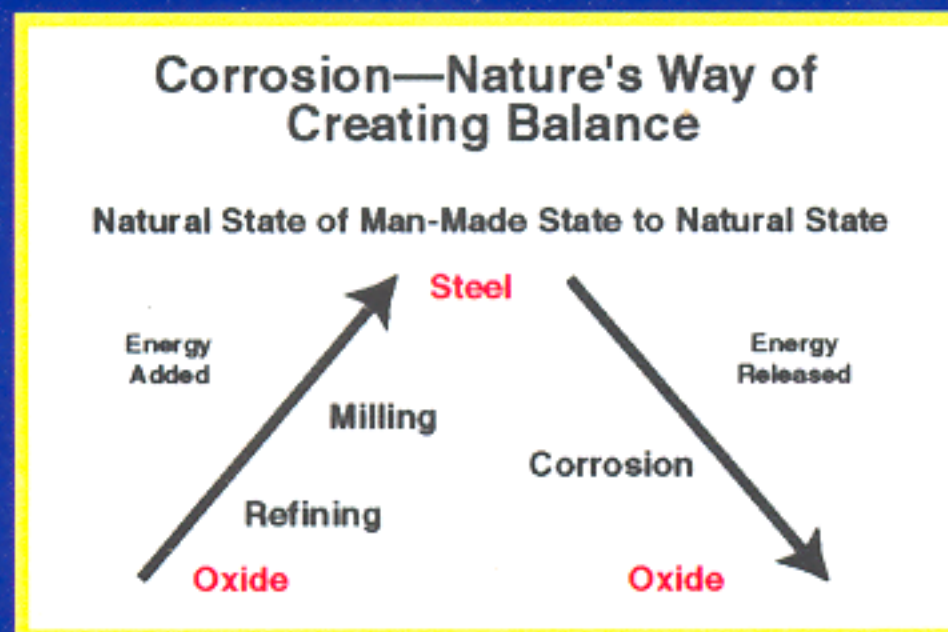 Corrosion—Nature's Way of
Creating Balance
Natural State of Man-Made State to Natural State
Steel
Energy
Added
Energy
Released
Milling
Corrosion
Refining
Oxide
Oxide